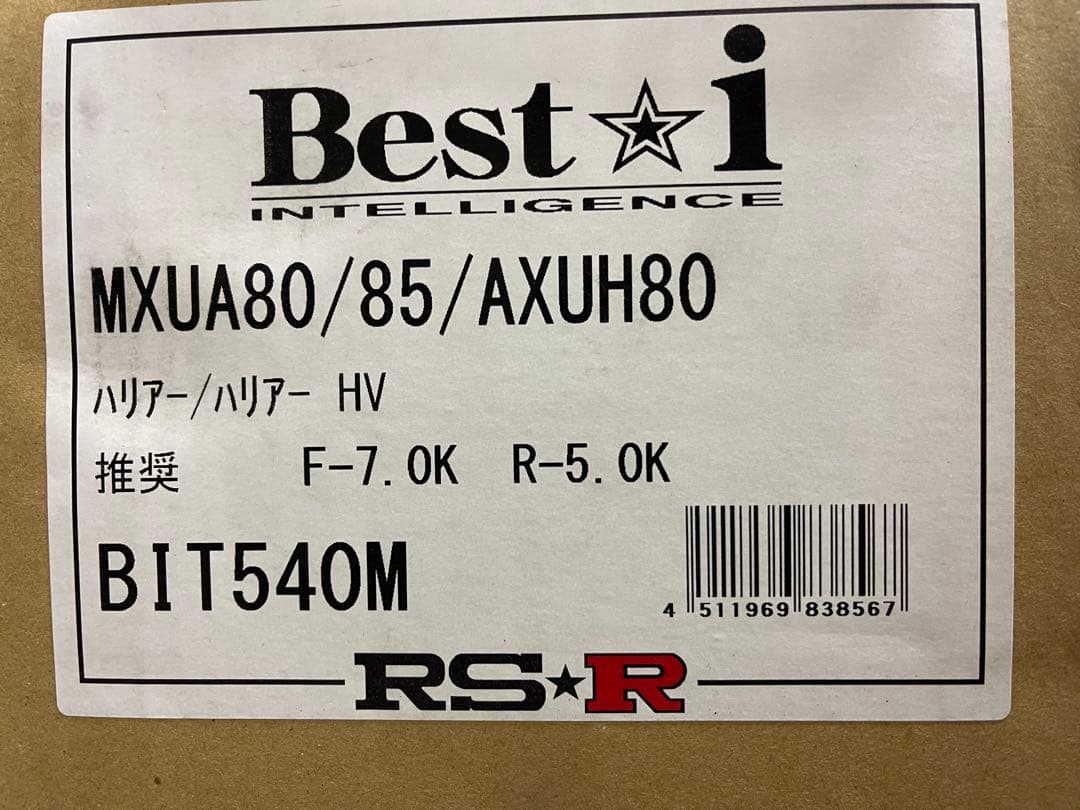 Best☆i
INTELLIGENCE
MXUA80/85/AXUH80
ﾊﾘｱｰ/ﾊﾘｱｰ HV
推奨 F-7.0K R-5.0K
BIT540M
4 511969 838567
RS★R